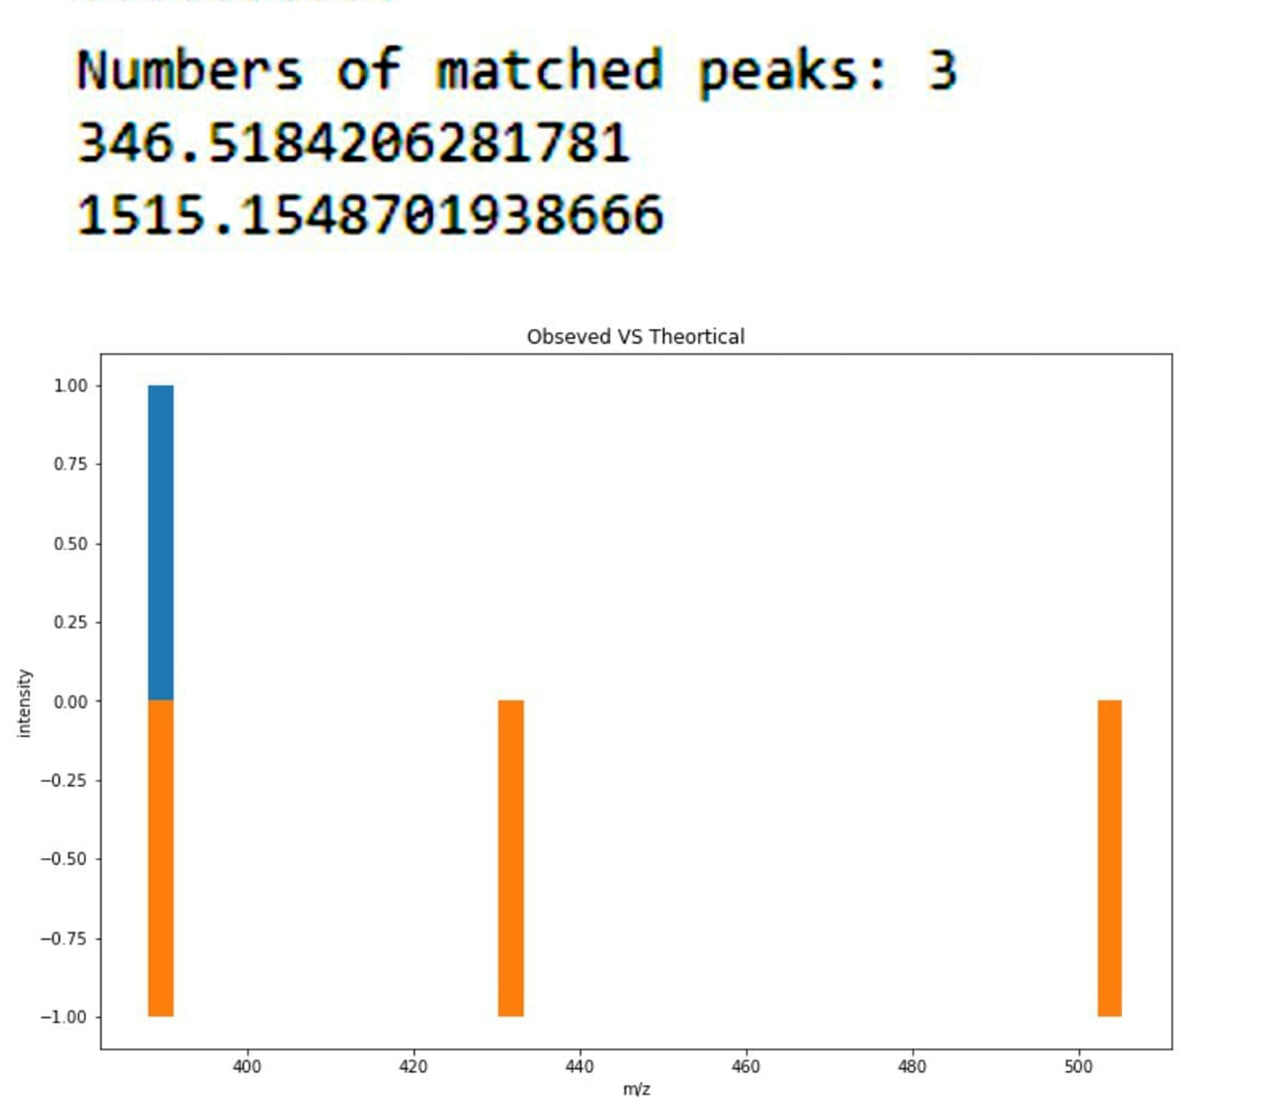 Numbers of matched peaks: 3
346.5184206281781
1515.1548701938666
Obseved VS Theortical
1.00
0.75
0.50
0.25
0.00
−0.25
−0.50
−0.75
−1.00
intensity
400 420 440 460 480 500
m/z